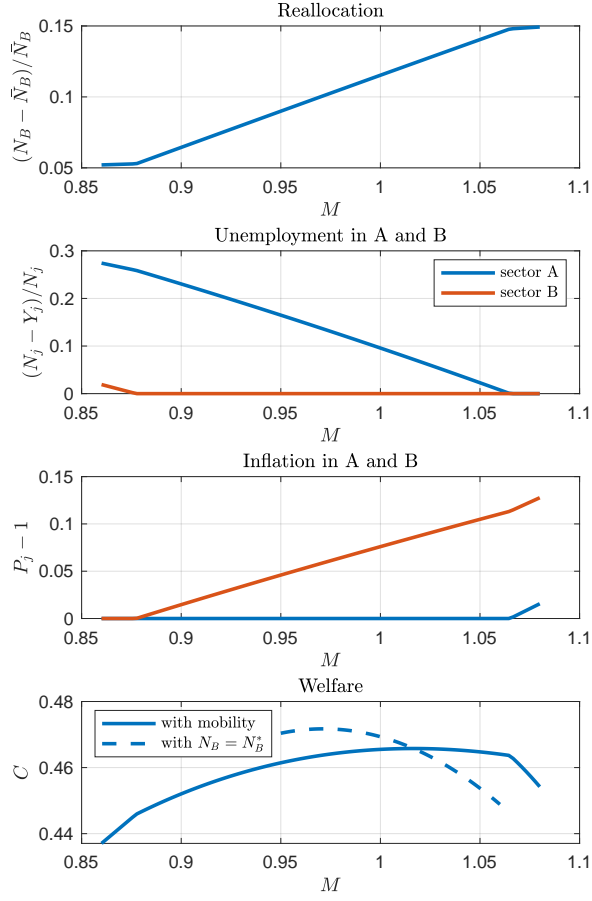 Reallocation
(N_B − N̄_B)/N̄_B
0.15
0.1
0.05
0.85 0.9 0.95 1 1.05 1.1
M
Unemployment in A and B
(N_j − Y_j)/N_j
0.3
0.2
0.1
0
sector A
sector B
0.85 0.9 0.95 1 1.05 1.1
M
Inflation in A and B
P_j − 1
0.15
0.1
0.05
0
0.85 0.9 0.95 1 1.05 1.1
M
Welfare
C
0.48
0.46
0.44
with mobility
with N_B = N_B^*
0.85 0.9 0.95 1 1.05 1.1
M